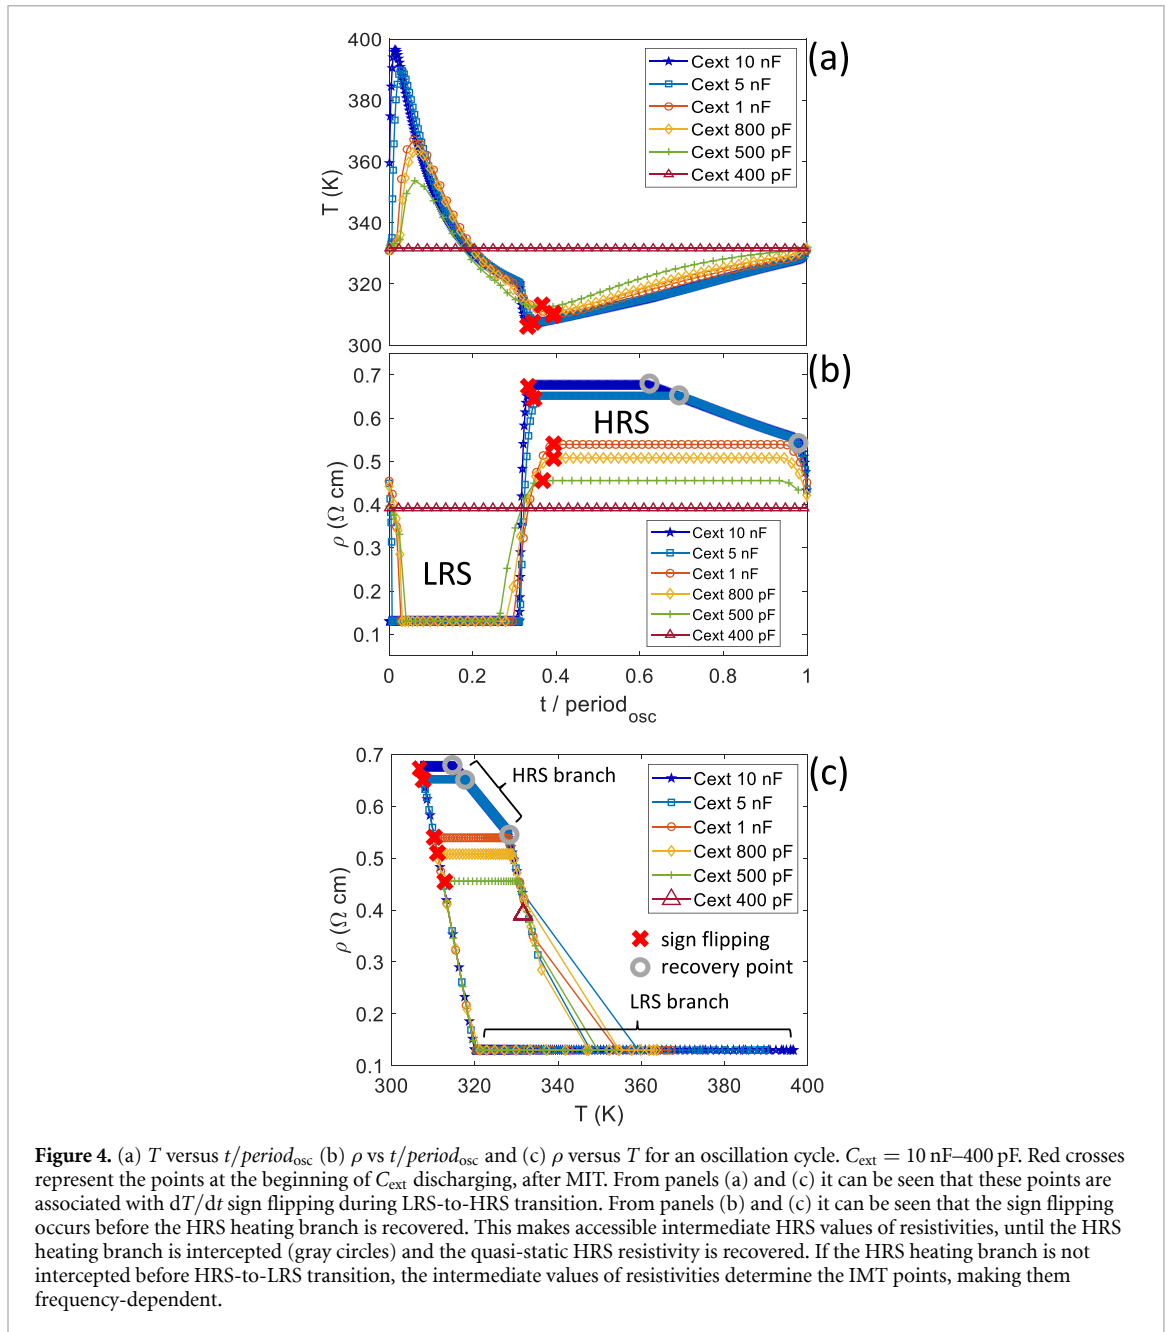 (a)
400
380
360
340
320
300
T (K)
Cext 10 nF
Cext 5 nF
Cext 1 nF
Cext 800 pF
Cext 500 pF
Cext 400 pF
(b)
0.7
0.6
0.5
0.4
0.3
0.2
0.1
ρ (Ω cm)
HRS
LRS
Cext 10 nF
Cext 5 nF
Cext 1 nF
Cext 800 pF
Cext 500 pF
Cext 400 pF
0 0.2 0.4 0.6 0.8 1
t / period_osc
(c)
0.7
0.6
0.5
0.4
0.3
0.2
0.1
ρ (Ω cm)
HRS branch
Cext 10 nF
Cext 5 nF
Cext 1 nF
Cext 800 pF
Cext 500 pF
Cext 400 pF
sign flipping
recovery point
LRS branch
300 320 340 360 380 400
T (K)
Figure 4. (a) T versus t/period_osc (b) ρ vs t/period_osc and (c) ρ versus T for an oscillation cycle. C_ext = 10 nF–400 pF. Red crosses
represent the points at the beginning of C_ext discharging, after MIT. From panels (a) and (c) it can be seen that these points are
associated with dT/dt sign flipping during LRS-to-HRS transition. From panels (b) and (c) it can be seen that the sign flipping
occurs before the HRS heating branch is recovered. This makes accessible intermediate HRS values of resistivities, until the HRS
heating branch is intercepted (gray circles) and the quasi-static HRS resistivity is recovered. If the HRS heating branch is not
intercepted before HRS-to-LRS transition, the intermediate values of resistivities determine the IMT points, making them
frequency-dependent.